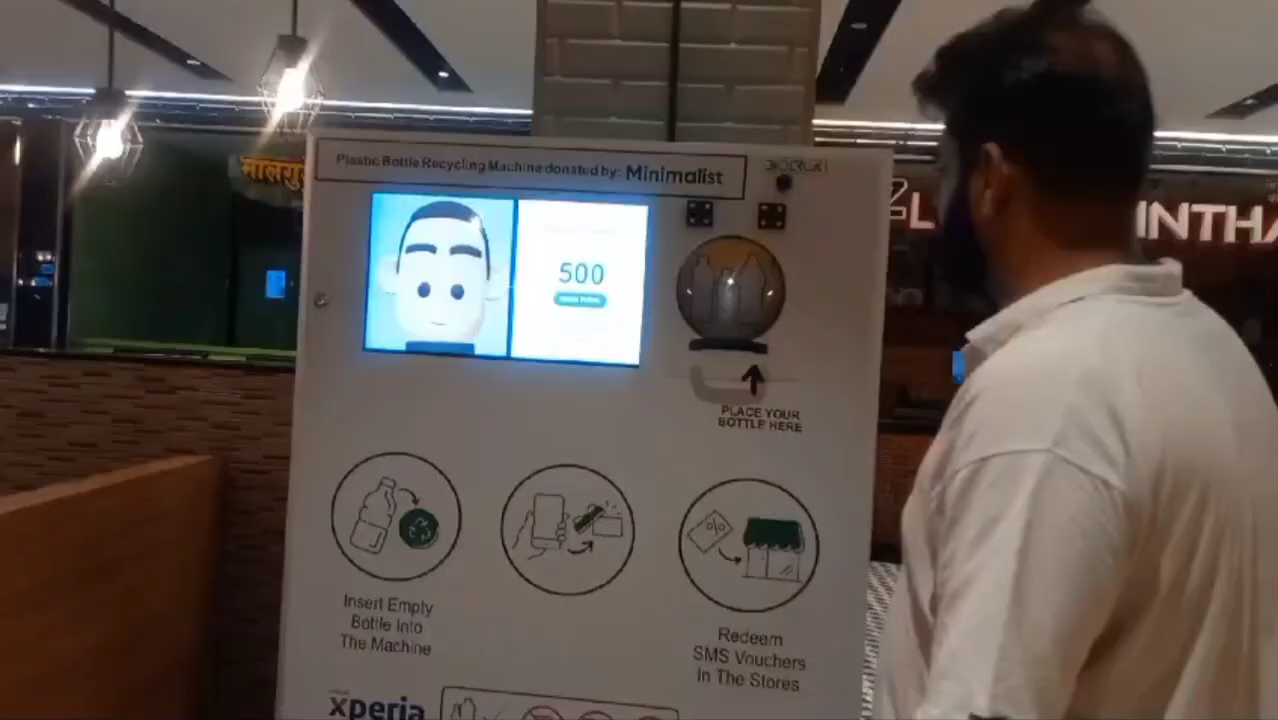 Plastic Bottle Recycling Machine donated by: Minimalist
मालगु
500
INTHA
PLACE YOUR
BOTTLE HERE
Insert Empty
Bottle Into
The Machine
Redeem
SMS Vouchers
In The Stores
xperia